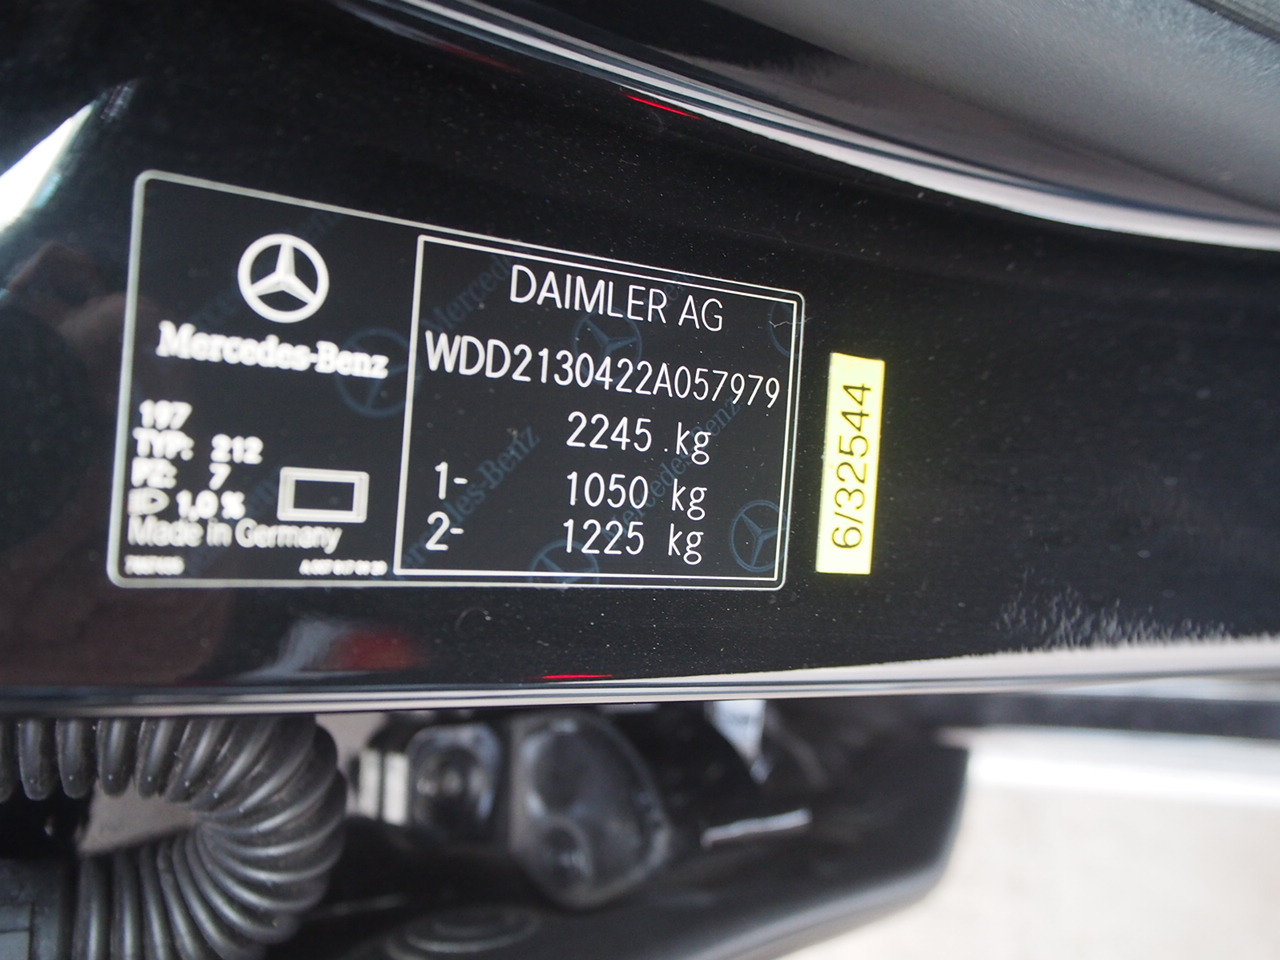 Mercedes-Benz
197
TYP: 212
PZ: 7
1,0 %
Made in Germany
DAIMLER AG
WDD2130422A057979
2245 kg
1- 1050 kg
2- 1225 kg
6/32544